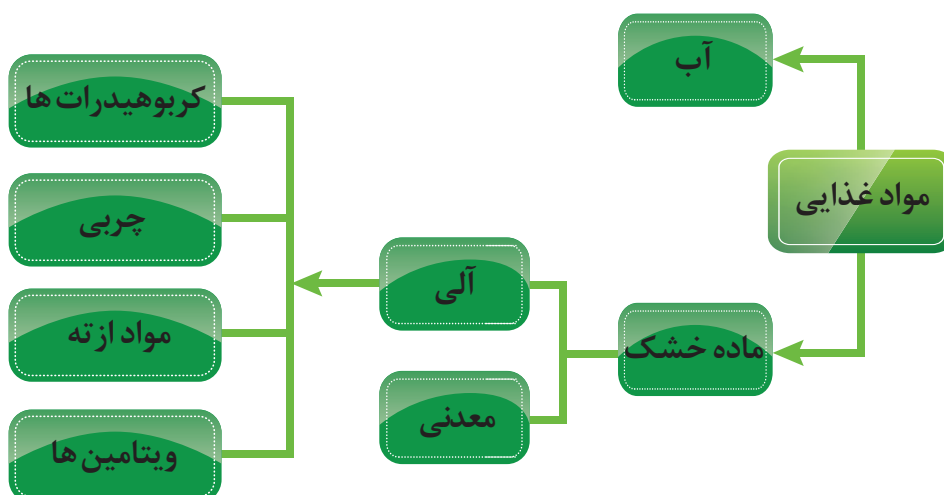 مواد غذایی
آب
ماده خشک
آلی
معدنی
کربوهیدرات ها
چربی
مواد ازته
ویتامین ها